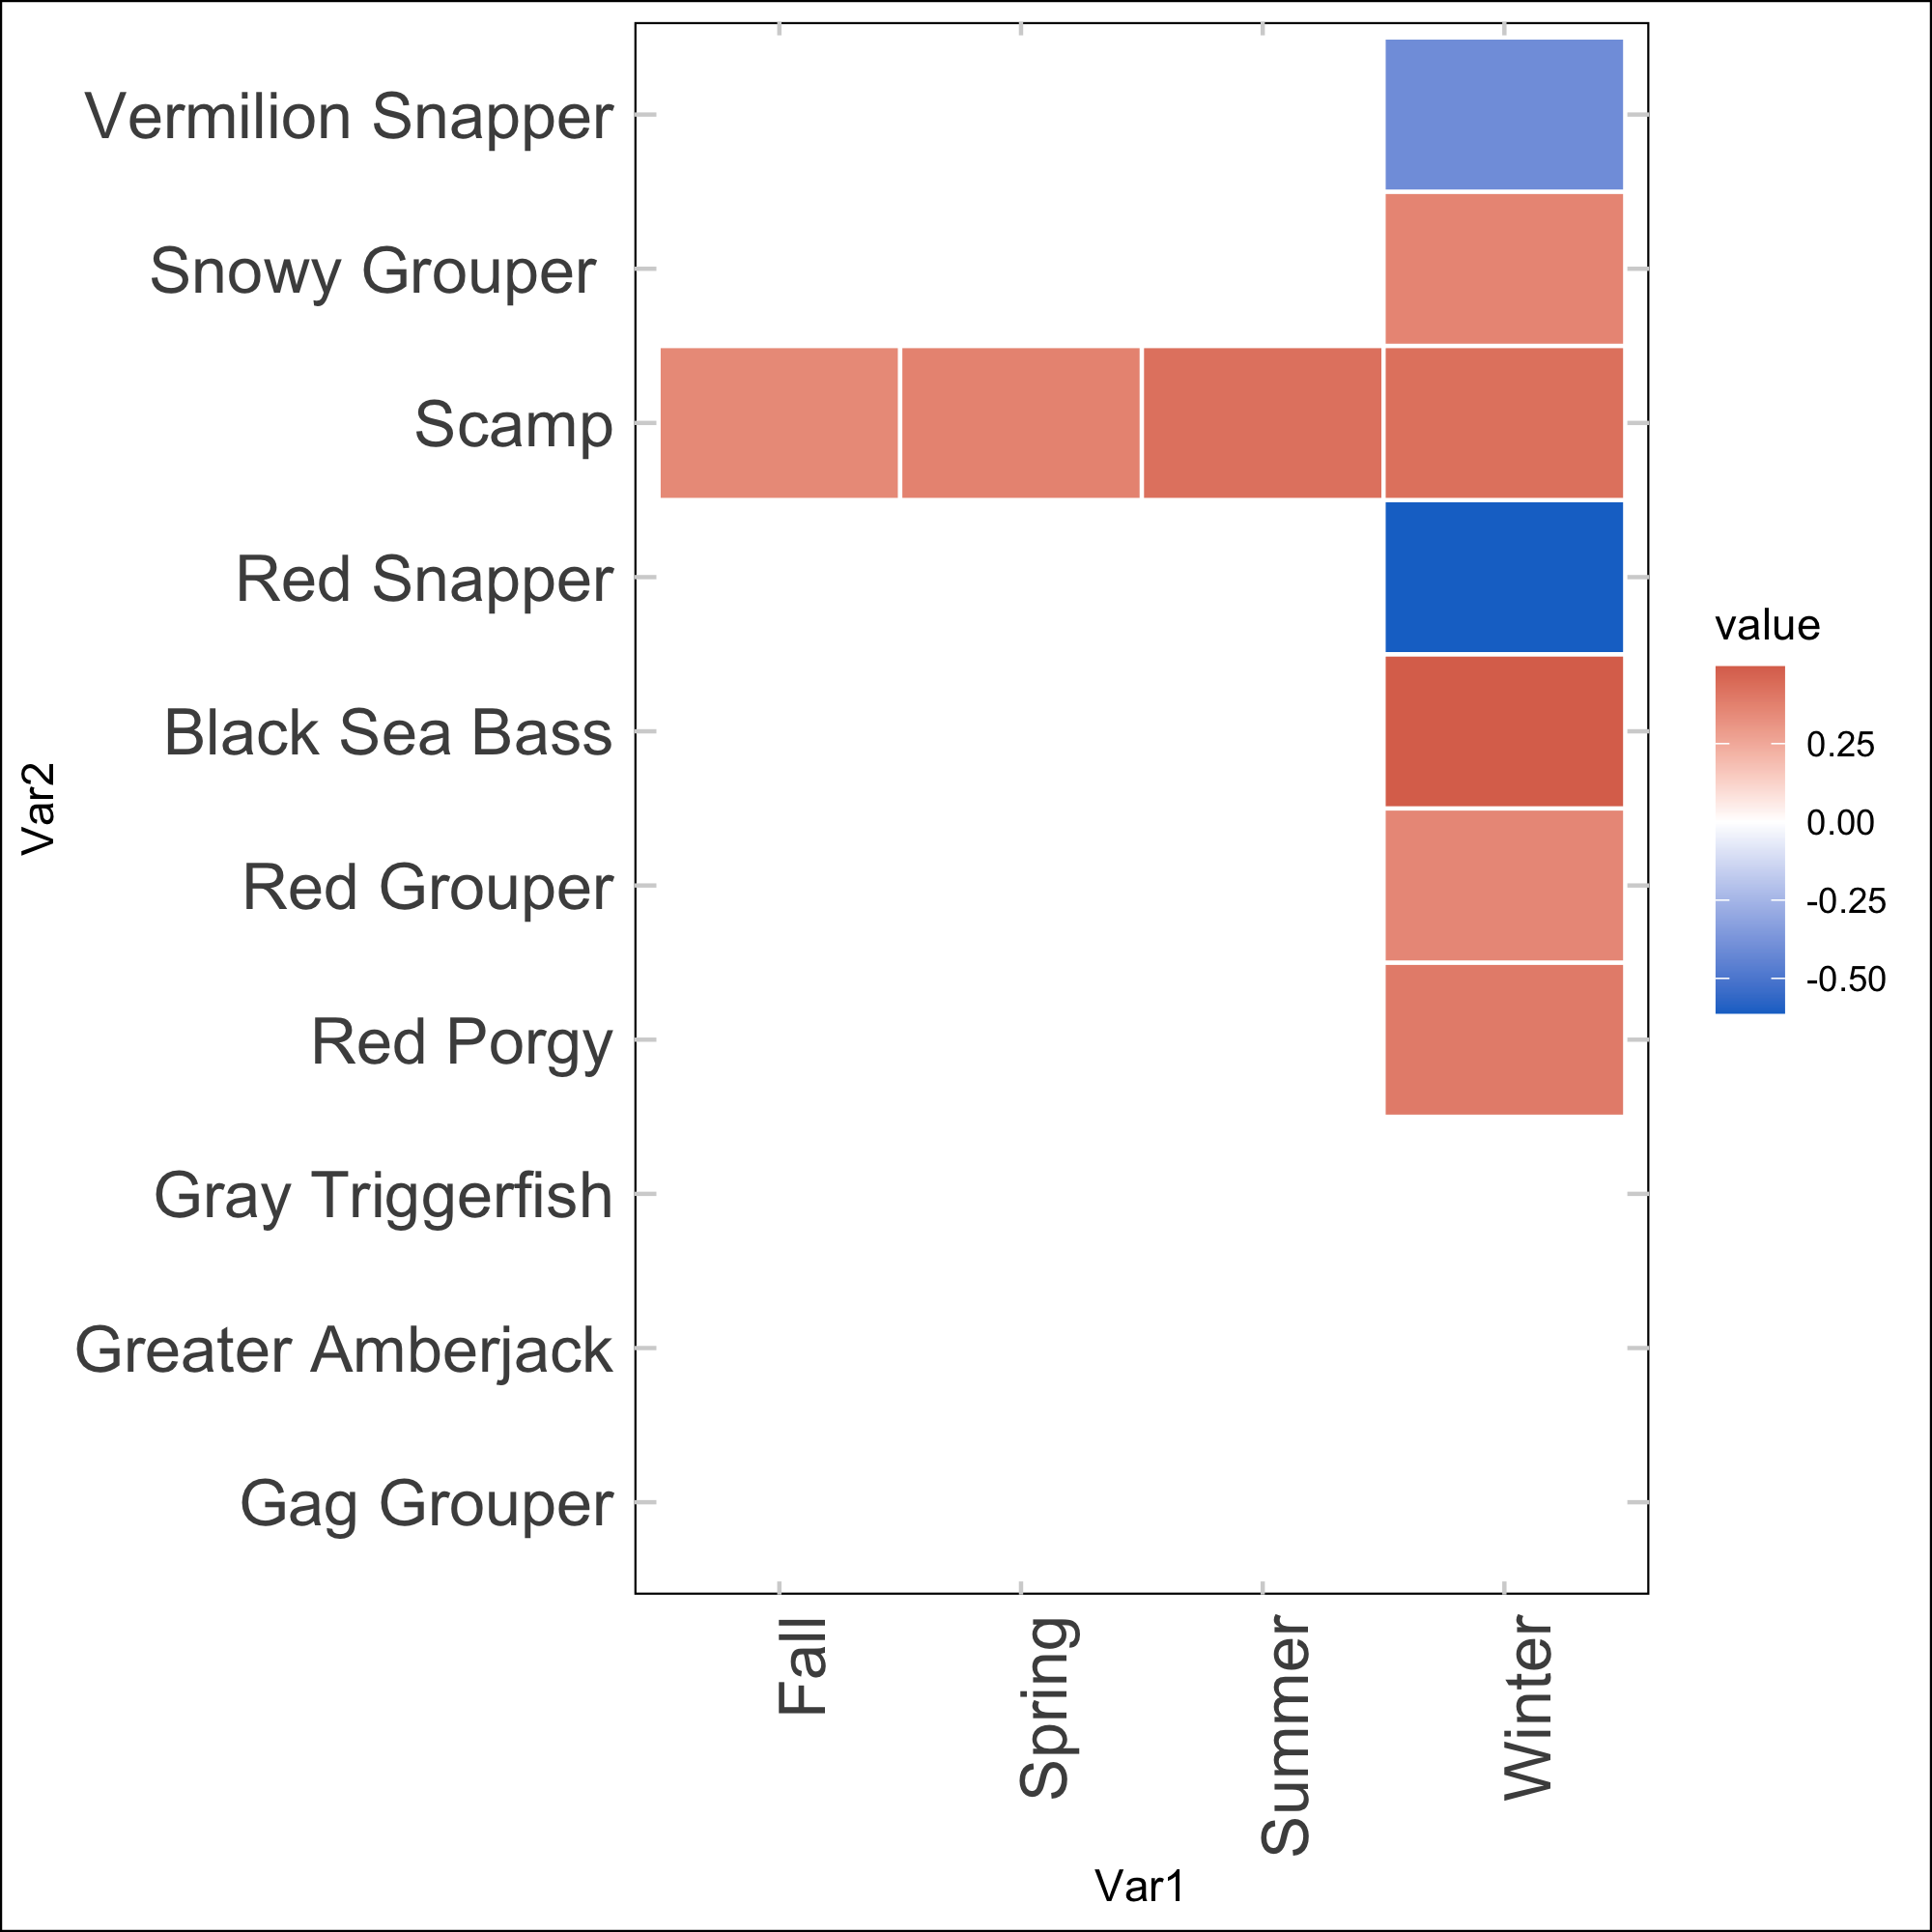 Vermilion Snapper
Snowy Grouper
Scamp
Red Snapper
Black Sea Bass
Red Grouper
Red Porgy
Gray Triggerfish
Greater Amberjack
Gag Grouper
Var2
Fall
Spring
Summer
Winter
Var1
value
0.25
0.00
-0.25
-0.50